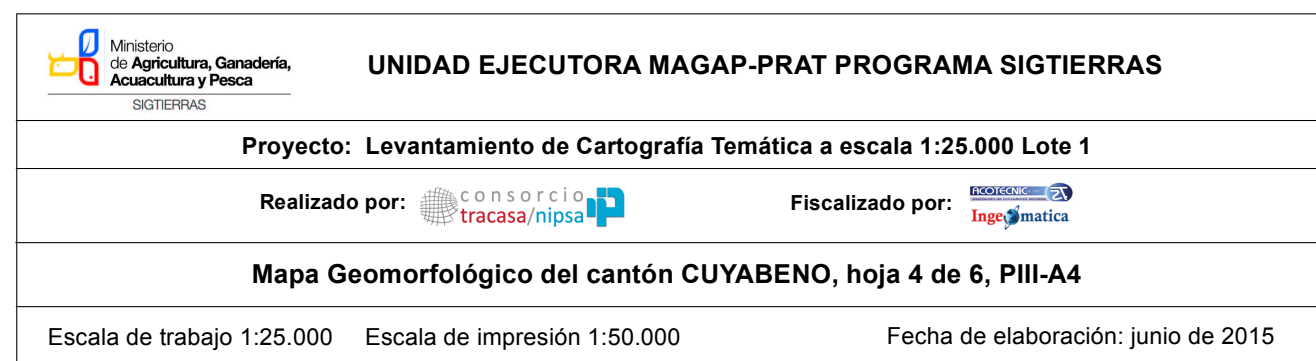 Ministerio
de Agricultura, Ganadería,
Acuacultura y Pesca
SIGTIERRAS
UNIDAD EJECUTORA MAGAP-PRAT PROGRAMA SIGTIERRAS
Proyecto: Levantamiento de Cartografía Temática a escala 1:25.000 Lote 1
Realizado por: consorcio tracasa/nipsa
Fiscalizado por: ACOTECNIC Ingeomatica
Mapa Geomorfológico del cantón CUYABENO, hoja 4 de 6, PIII-A4
Escala de trabajo 1:25.000 Escala de impresión 1:50.000 Fecha de elaboración: junio de 2015